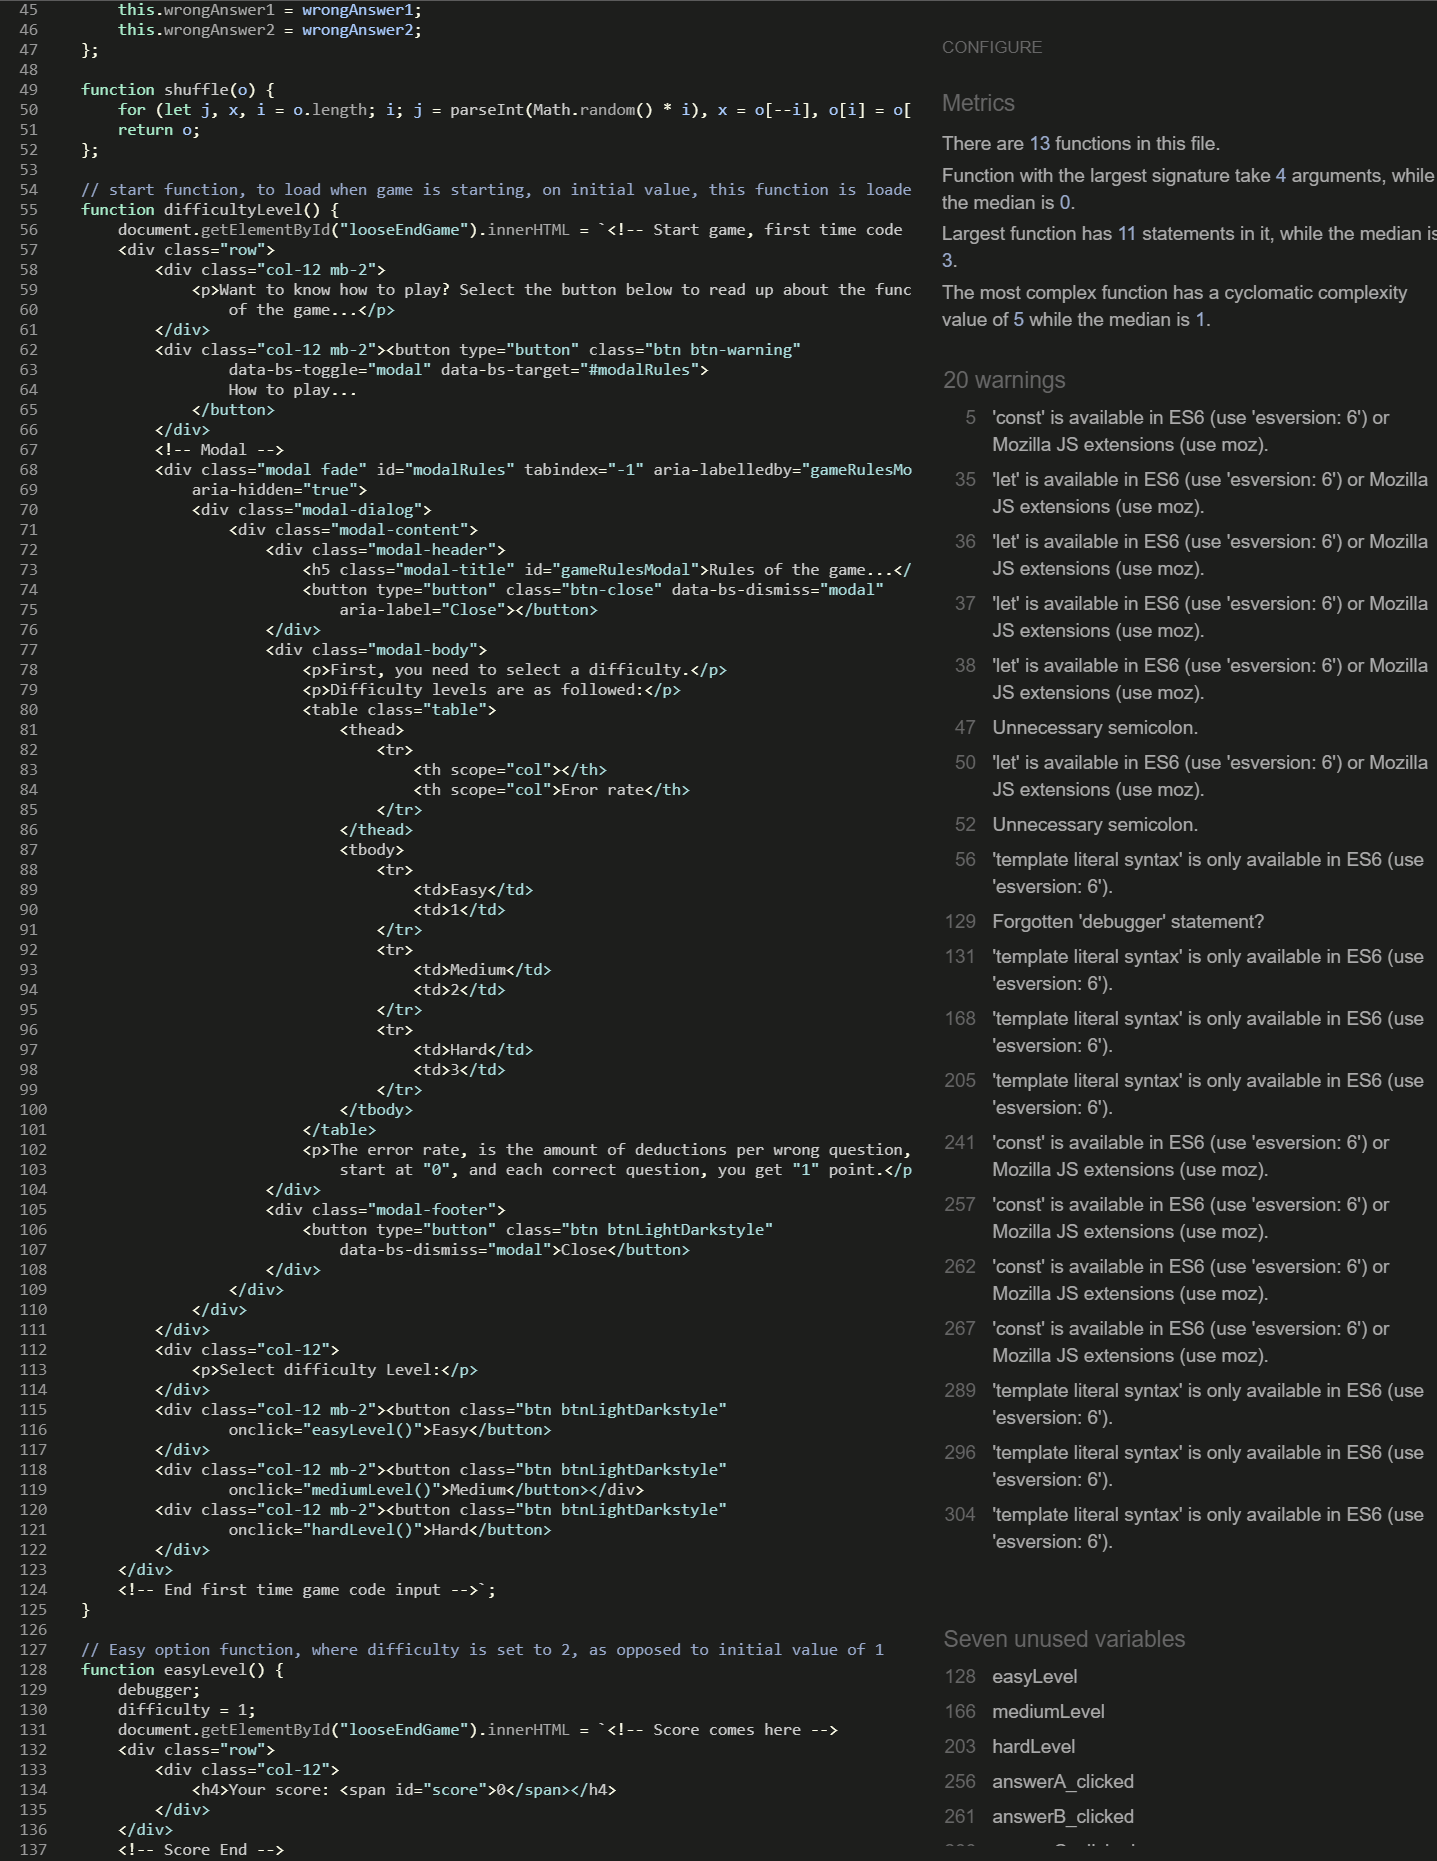 45 this.wrongAnswer1 = wrongAnswer1;
46 this.wrongAnswer2 = wrongAnswer2;
47 };
48
49 function shuffle(o) {
50 for (let j, x, i = o.length; i; j = parseInt(Math.random() * i), x = o[--i], o[i] = o[
51 return o;
52 };
53
54 // start function, to load when game is starting, on initial value, this function is loade
55 function difficultyLevel() {
56 document.getElementById("looseEndGame").innerHTML = `<!-- Start game, first time code
57 <div class="row">
58 <div class="col-12 mb-2">
59 <p>Want to know how to play? Select the button below to read up about the func
60 of the game...</p>
61 </div>
62 <div class="col-12 mb-2"><button type="button" class="btn btn-warning"
63 data-bs-toggle="modal" data-bs-target="#modalRules">
64 How to play...
65 </button>
66 </div>
67 <!-- Modal -->
68 <div class="modal fade" id="modalRules" tabindex="-1" aria-labelledby="gameRulesMo
69 aria-hidden="true">
70 <div class="modal-dialog">
71 <div class="modal-content">
72 <div class="modal-header">
73 <h5 class="modal-title" id="gameRulesModal">Rules of the game...</
74 <button type="button" class="btn-close" data-bs-dismiss="modal"
75 aria-label="Close"></button>
76 </div>
77 <div class="modal-body">
78 <p>First, you need to select a difficulty.</p>
79 <p>Difficulty levels are as followed:</p>
80 <table class="table">
81 <thead>
82 <tr>
83 <th scope="col"></th>
84 <th scope="col">Eror rate</th>
85 </tr>
86 </thead>
87 <tbody>
88 <tr>
89 <td>Easy</td>
90 <td>1</td>
91 </tr>
92 <tr>
93 <td>Medium</td>
94 <td>2</td>
95 </tr>
96 <tr>
97 <td>Hard</td>
98 <td>3</td>
99 </tr>
100 </tbody>
101 </table>
102 <p>The error rate, is the amount of deductions per wrong question,
103 start at "0", and each correct question, you get "1" point.</p
104 </div>
105 <div class="modal-footer">
106 <button type="button" class="btn btnLightDarkstyle"
107 data-bs-dismiss="modal">Close</button>
108 </div>
109 </div>
110 </div>
111 </div>
112 <div class="col-12">
113 <p>Select difficulty Level:</p>
114 </div>
115 <div class="col-12 mb-2"><button class="btn btnLightDarkstyle"
116 onclick="easyLevel()">Easy</button>
117 </div>
118 <div class="col-12 mb-2"><button class="btn btnLightDarkstyle"
119 onclick="mediumLevel()">Medium</button></div>
120 <div class="col-12 mb-2"><button class="btn btnLightDarkstyle"
121 onclick="hardLevel()">Hard</button>
122 </div>
123 </div>
124 <!-- End first time game code input -->`;
125 }
126
127 // Easy option function, where difficulty is set to 2, as opposed to initial value of 1
128 function easyLevel() {
129 debugger;
130 difficulty = 1;
131 document.getElementById("looseEndGame").innerHTML = `<!-- Score comes here -->
132 <div class="row">
133 <div class="col-12">
134 <h4>Your score: <span id="score">0</span></h4>
135 </div>
136 </div>
137 <!-- Score End -->
CONFIGURE
Metrics
There are 13 functions in this file.
Function with the largest signature take 4 arguments, while
the median is 0.
Largest function has 11 statements in it, while the median is
3.
The most complex function has a cyclomatic complexity
value of 5 while the median is 1.
20 warnings
5 'const' is available in ES6 (use 'esversion: 6') or
Mozilla JS extensions (use moz).
35 'let' is available in ES6 (use 'esversion: 6') or Mozilla
JS extensions (use moz).
36 'let' is available in ES6 (use 'esversion: 6') or Mozilla
JS extensions (use moz).
37 'let' is available in ES6 (use 'esversion: 6') or Mozilla
JS extensions (use moz).
38 'let' is available in ES6 (use 'esversion: 6') or Mozilla
JS extensions (use moz).
47 Unnecessary semicolon.
50 'let' is available in ES6 (use 'esversion: 6') or Mozilla
JS extensions (use moz).
52 Unnecessary semicolon.
56 'template literal syntax' is only available in ES6 (use
'esversion: 6').
129 Forgotten 'debugger' statement?
131 'template literal syntax' is only available in ES6 (use
'esversion: 6').
168 'template literal syntax' is only available in ES6 (use
'esversion: 6').
205 'template literal syntax' is only available in ES6 (use
'esversion: 6').
241 'const' is available in ES6 (use 'esversion: 6') or
Mozilla JS extensions (use moz).
257 'const' is available in ES6 (use 'esversion: 6') or
Mozilla JS extensions (use moz).
262 'const' is available in ES6 (use 'esversion: 6') or
Mozilla JS extensions (use moz).
267 'const' is available in ES6 (use 'esversion: 6') or
Mozilla JS extensions (use moz).
289 'template literal syntax' is only available in ES6 (use
'esversion: 6').
296 'template literal syntax' is only available in ES6 (use
'esversion: 6').
304 'template literal syntax' is only available in ES6 (use
'esversion: 6').
Seven unused variables
128 easyLevel
166 mediumLevel
203 hardLevel
256 answerA_clicked
261 answerB_clicked